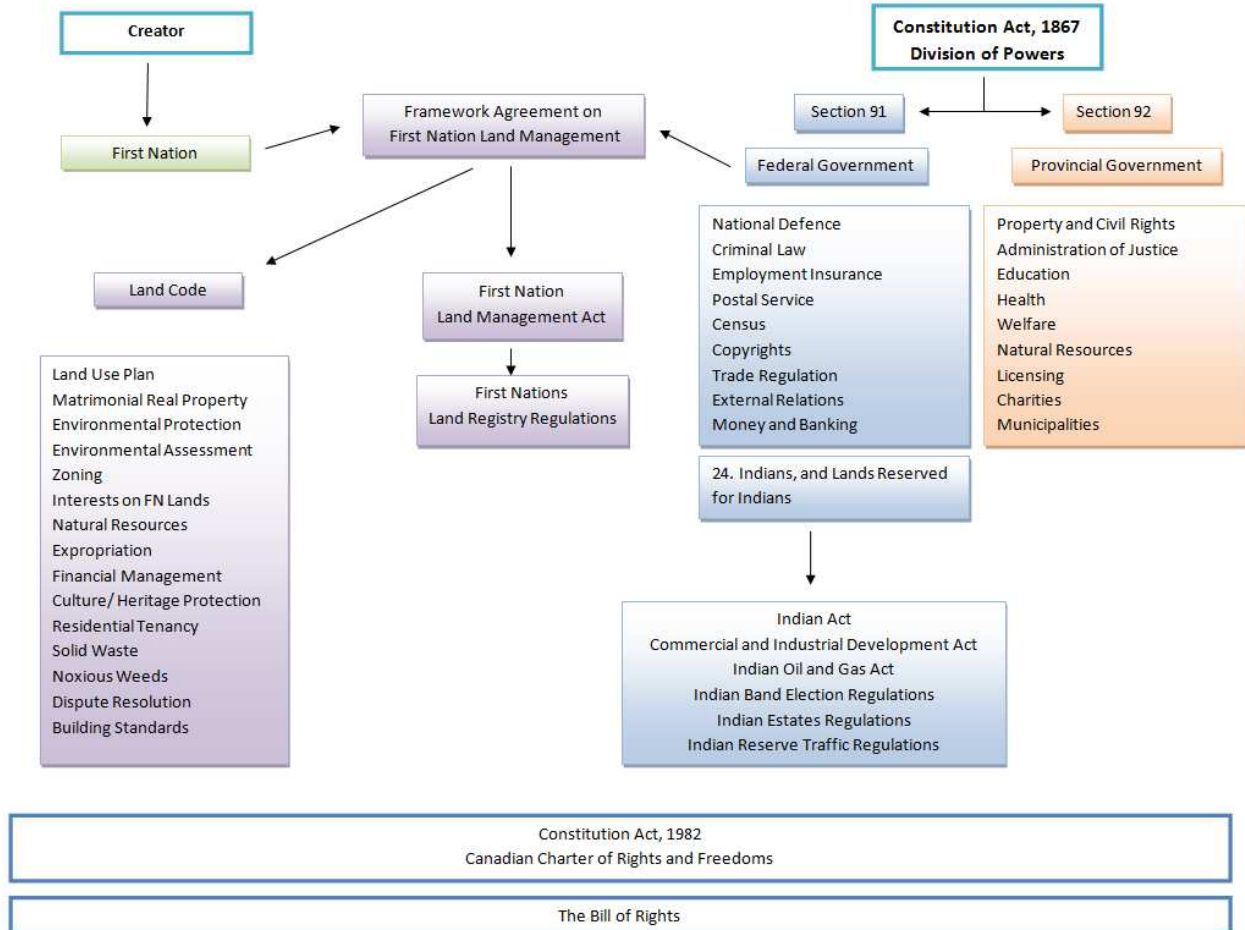 Creator
Constitution Act, 1867
Division of Powers
Section 91
Section 92
Framework Agreement on
First Nation Land Management
First Nation
Federal Government
Provincial Government
Land Code
First Nation
Land Management Act
First Nations
Land Registry Regulations
National Defence
Criminal Law
Employment Insurance
Postal Service
Census
Copyrights
Trade Regulation
External Relations
Money and Banking
Property and Civil Rights
Administration of Justice
Education
Health
Welfare
Natural Resources
Licensing
Charities
Municipalities
24. Indians, and Lands Reserved
for Indians
Land Use Plan
Matrimonial Real Property
Environmental Protection
Environmental Assessment
Zoning
Interests on FN Lands
Natural Resources
Expropriation
Financial Management
Culture/ Heritage Protection
Residential Tenancy
Solid Waste
Noxious Weeds
Dispute Resolution
Building Standards
Indian Act
Commercial and Industrial Development Act
Indian Oil and Gas Act
Indian Band Election Regulations
Indian Estates Regulations
Indian Reserve Traffic Regulations
Constitution Act, 1982
Canadian Charter of Rights and Freedoms
The Bill of Rights